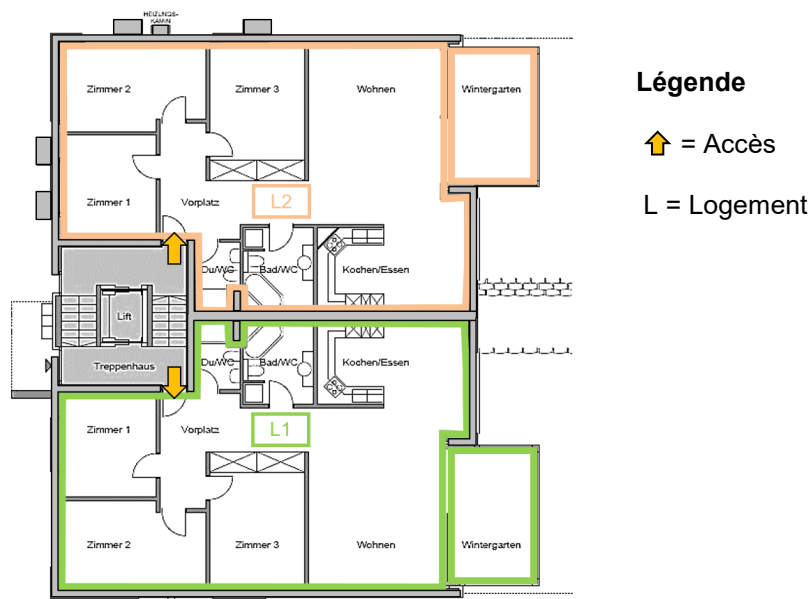 HEIZUNGS-
KAMIN
Zimmer 2
Zimmer 3
Wohnen
Wintergarten
Zimmer 1
Vorplatz
L2
Du/WC
Bad/WC
Kochen/Essen
Lift
Treppenhaus
Du/WC
Bad/WC
Kochen/Essen
Zimmer 1
Vorplatz
L1
Zimmer 2
Zimmer 3
Wohnen
Wintergarten
Légende
= Accès
L = Logement